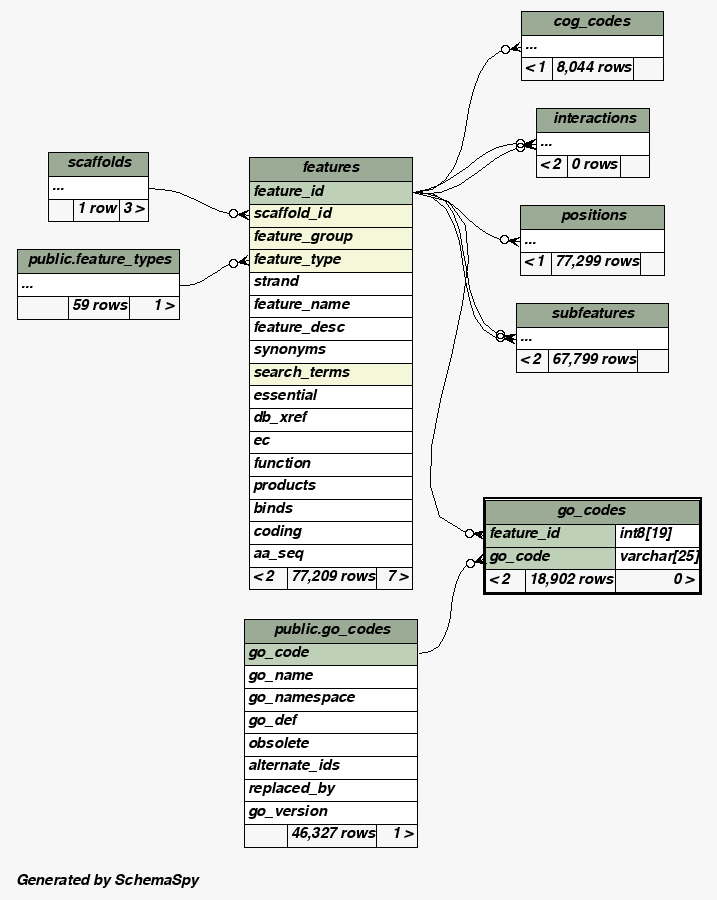 cog_codes
...
< 1 8,044 rows
interactions
...
< 2 0 rows
scaffolds
...
1 row 3 >
features
feature_id
scaffold_id
feature_group
feature_type
strand
feature_name
feature_desc
synonyms
search_terms
essential
db_xref
ec
function
products
binds
coding
aa_seq
< 2 77,209 rows 7 >
positions
...
< 1 77,299 rows
public.feature_types
...
59 rows 1 >
subfeatures
...
< 2 67,799 rows
go_codes
feature_id int8[19]
go_code varchar[25]
< 2 18,902 rows 0 >
public.go_codes
go_code
go_name
go_namespace
go_def
obsolete
alternate_ids
replaced_by
go_version
46,327 rows 1 >
Generated by SchemaSpy